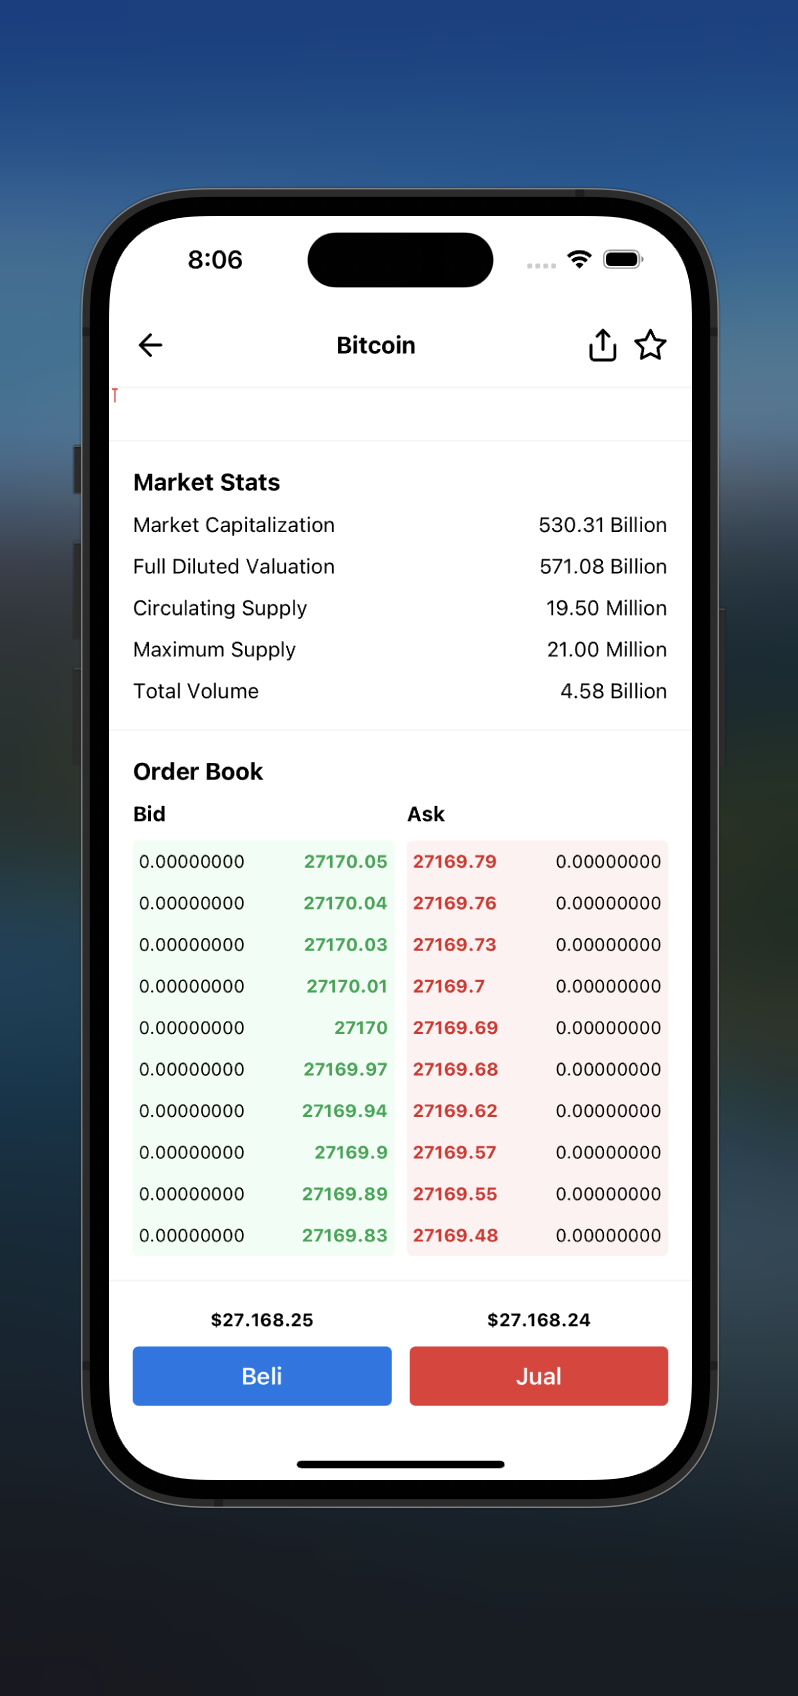 8:06
Bitcoin
T
Market Stats
Market Capitalization 530.31 Billion
Full Diluted Valuation 571.08 Billion
Circulating Supply 19.50 Million
Maximum Supply 21.00 Million
Total Volume 4.58 Billion
Order Book
Bid Ask
0.00000000 27170.05 27169.79 0.00000000
0.00000000 27170.04 27169.76 0.00000000
0.00000000 27170.03 27169.73 0.00000000
0.00000000 27170.01 27169.7 0.00000000
0.00000000 27170 27169.69 0.00000000
0.00000000 27169.97 27169.68 0.00000000
0.00000000 27169.94 27169.62 0.00000000
0.00000000 27169.9 27169.57 0.00000000
0.00000000 27169.89 27169.55 0.00000000
0.00000000 27169.83 27169.48 0.00000000
$27.168.25 $27.168.24
Beli Jual